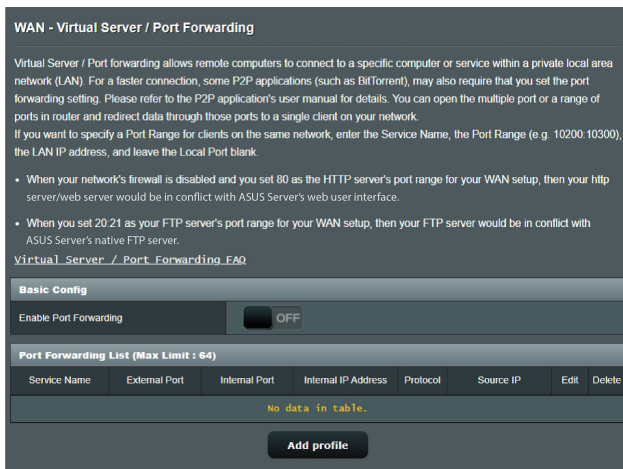 WAN - Virtual Server / Port Forwarding
Virtual Server / Port forwarding allows remote computers to connect to a specific computer or service within a private local area
network (LAN). For a faster connection, some P2P applications (such as BitTorrent), may also require that you set the port
forwarding setting. Please refer to the P2P application's user manual for details. You can open the multiple port or a range of
ports in router and redirect data through those ports to a single client on your network.
If you want to specify a Port Range for clients on the same network, enter the Service Name, the Port Range (e.g. 10200:10300),
the LAN IP address, and leave the Local Port blank.
• When your network's firewall is disabled and you set 80 as the HTTP server's port range for your WAN setup, then your http
server/web server would be in conflict with ASUS Server's web user interface.
• When you set 20:21 as your FTP server's port range for your WAN setup, then your FTP server would be in conflict with
ASUS Server's native FTP server.
Virtual Server / Port Forwarding FAQ
Basic Config
Enable Port Forwarding OFF
Port Forwarding List (Max Limit : 64)
Service Name External Port Internal Port Internal IP Address Protocol Source IP Edit Delete
No data in table.
Add profile